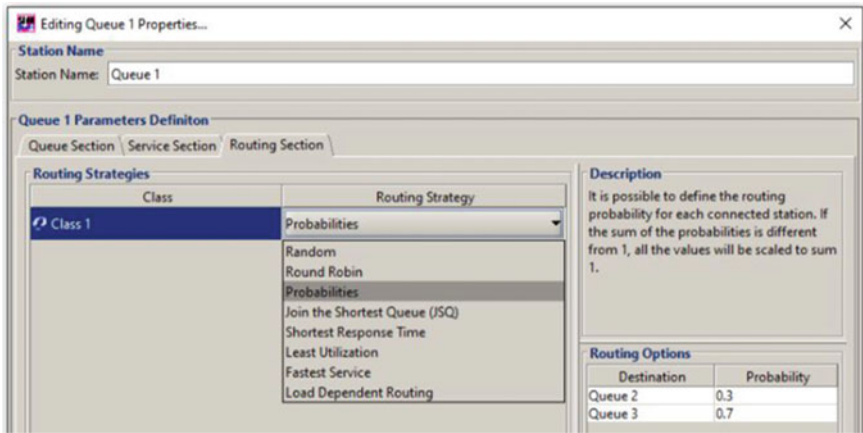 Editing Queue 1 Properties...
Station Name
Station Name: Queue 1
Queue 1 Parameters Definiton
Queue Section Service Section Routing Section
Routing Strategies
Class Routing Strategy
Class 1 Probabilities
Random
Round Robin
Probabilities
Join the Shortest Queue (JSQ)
Shortest Response Time
Least Utilization
Fastest Service
Load Dependent Routing
Description
It is possible to define the routing
probability for each connected station. If
the sum of the probabilities is different
from 1, all the values will be scaled to sum
1.
Routing Options
Destination Probability
Queue 2 0.3
Queue 3 0.7